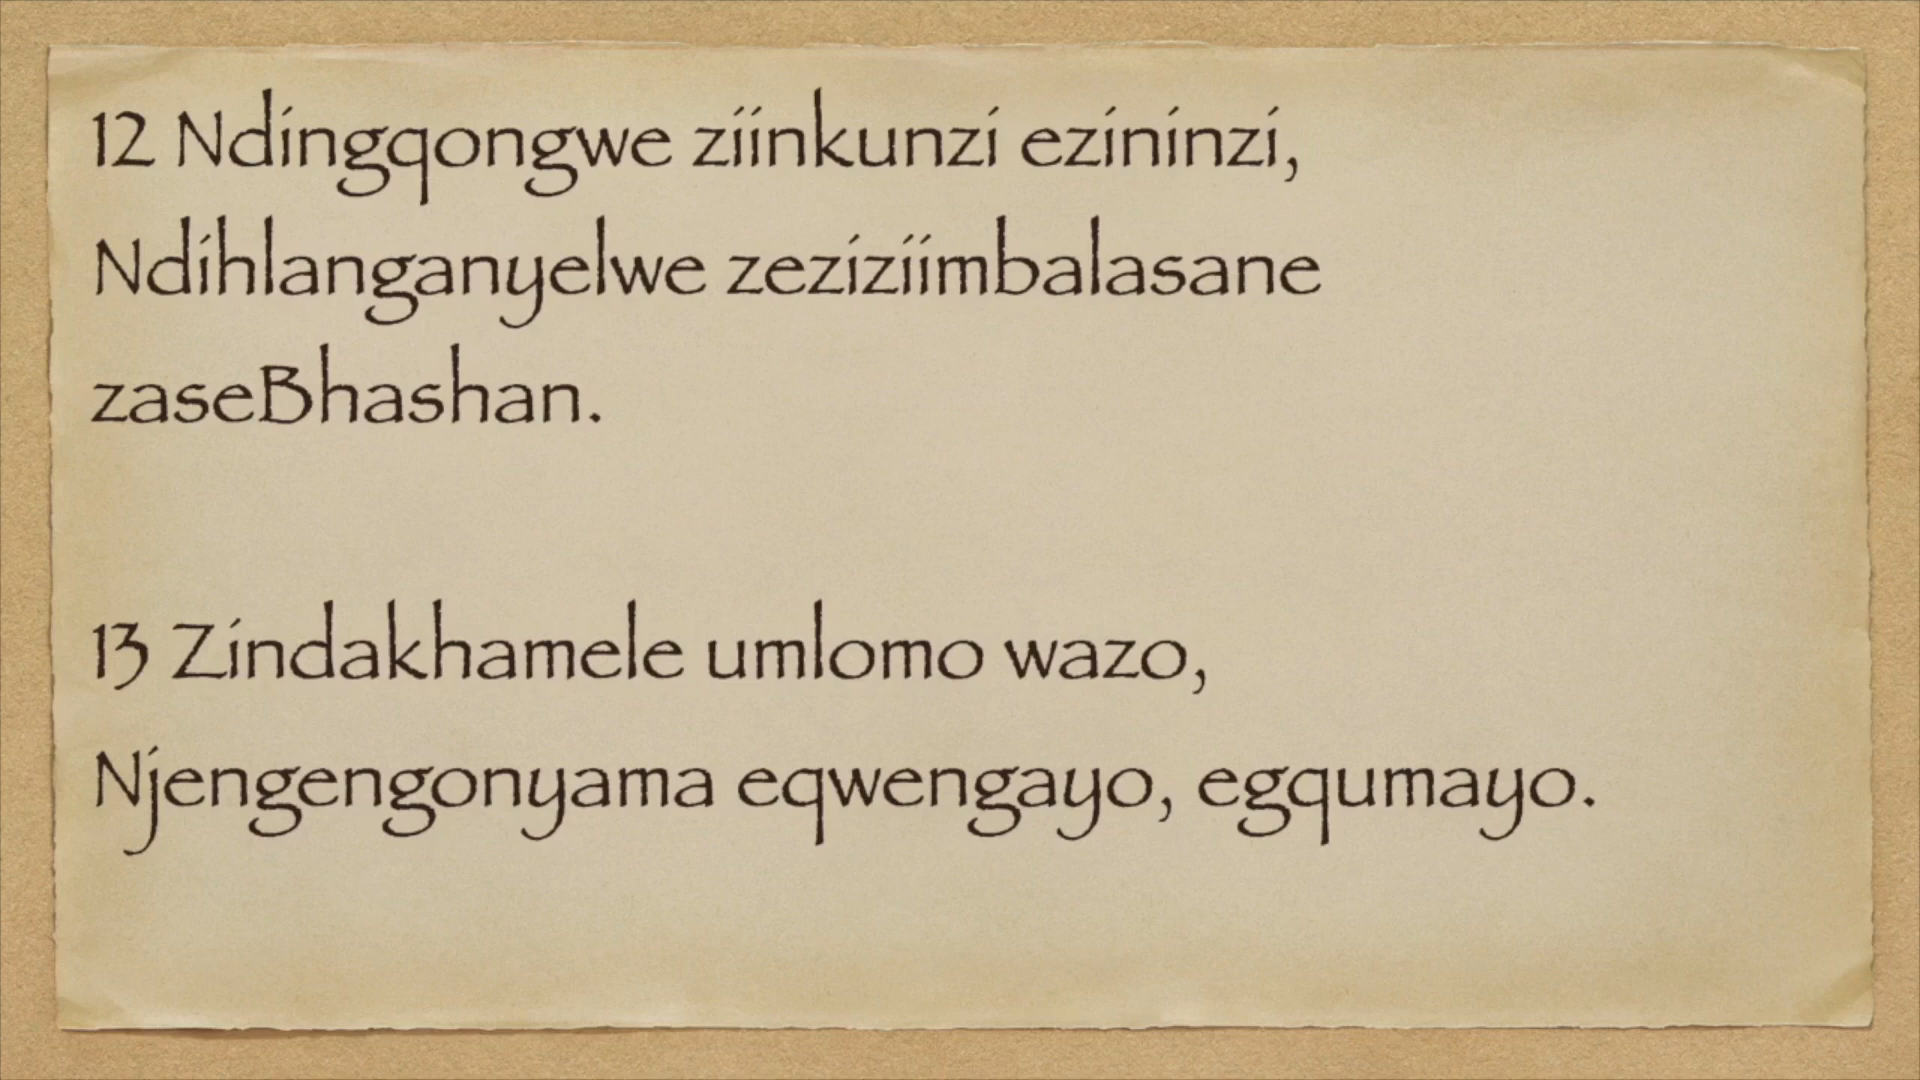 12 Ndingqongwe ziinkunzi ezininzi,
Ndihlanganyelwe zeziziimbalasane
zaseBhashan.
13 Zindakhamele umlomo wazo,
Njengengonyama eqwengayo, egqumayo.